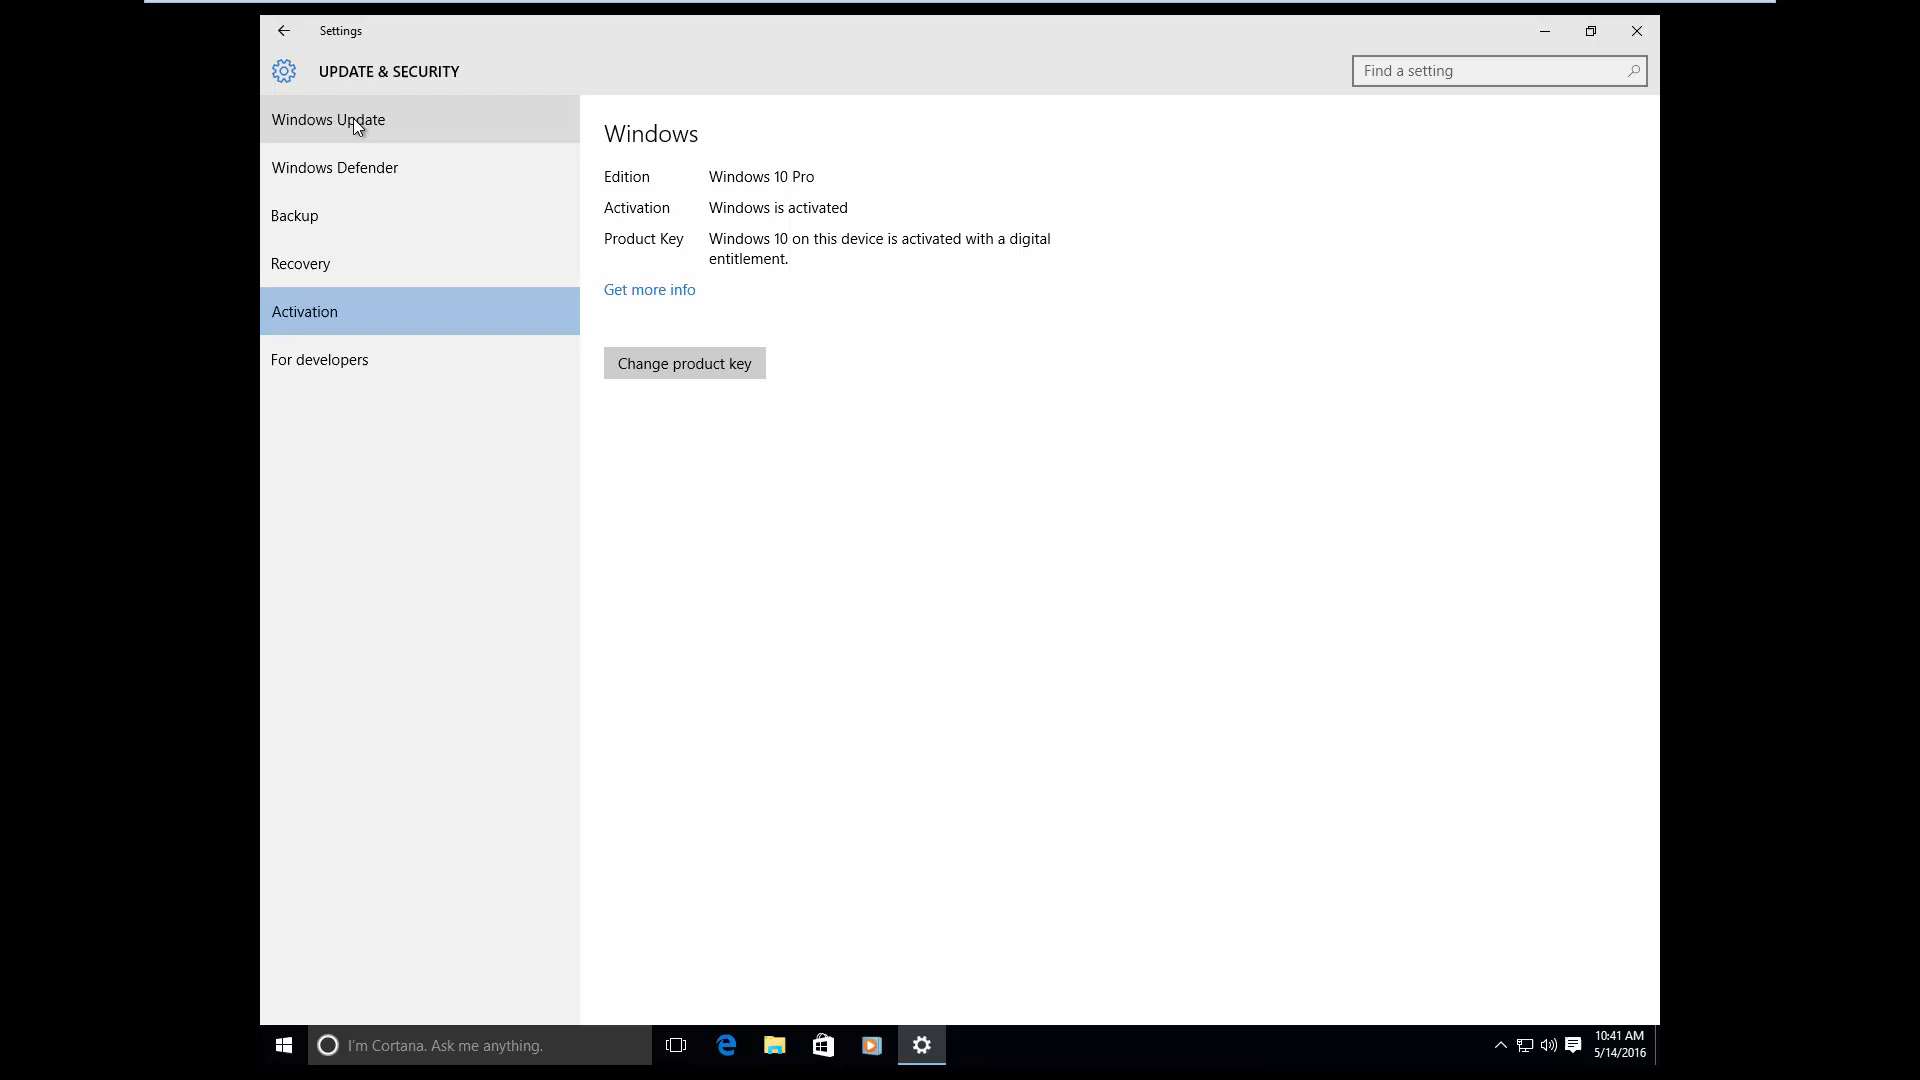 Settings
UPDATE & SECURITY
Find a setting
Windows Update
Windows Defender
Backup
Recovery
Activation
For developers
Windows
Edition Windows 10 Pro
Activation Windows is activated
Product Key Windows 10 on this device is activated with a digital
entitlement.
Get more info
Change product key
I'm Cortana. Ask me anything.
10:41 AM
5/14/2016